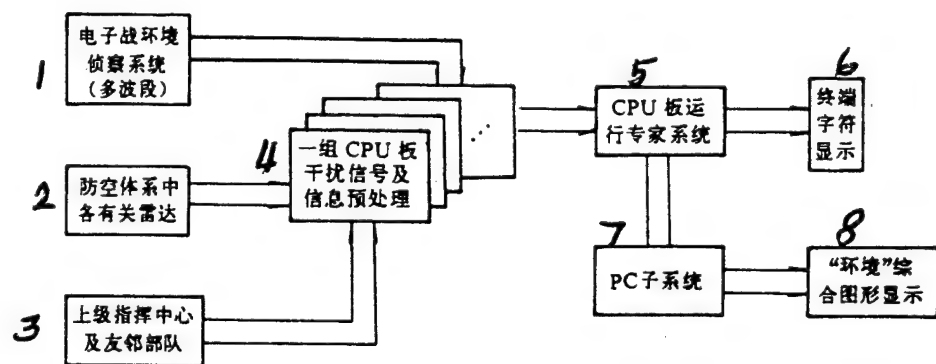 1
电子战环境
侦察系统
(多波段)
2
防空体系中
各有关雷达
3
上级指挥中心
及友邻部队
4
一组 CPU 板
干扰信号及
信息预处理
5
CPU 板运
行专家系统
6
终端
字符
显示
7
PC子系统
8
“环境”综
合图形显示